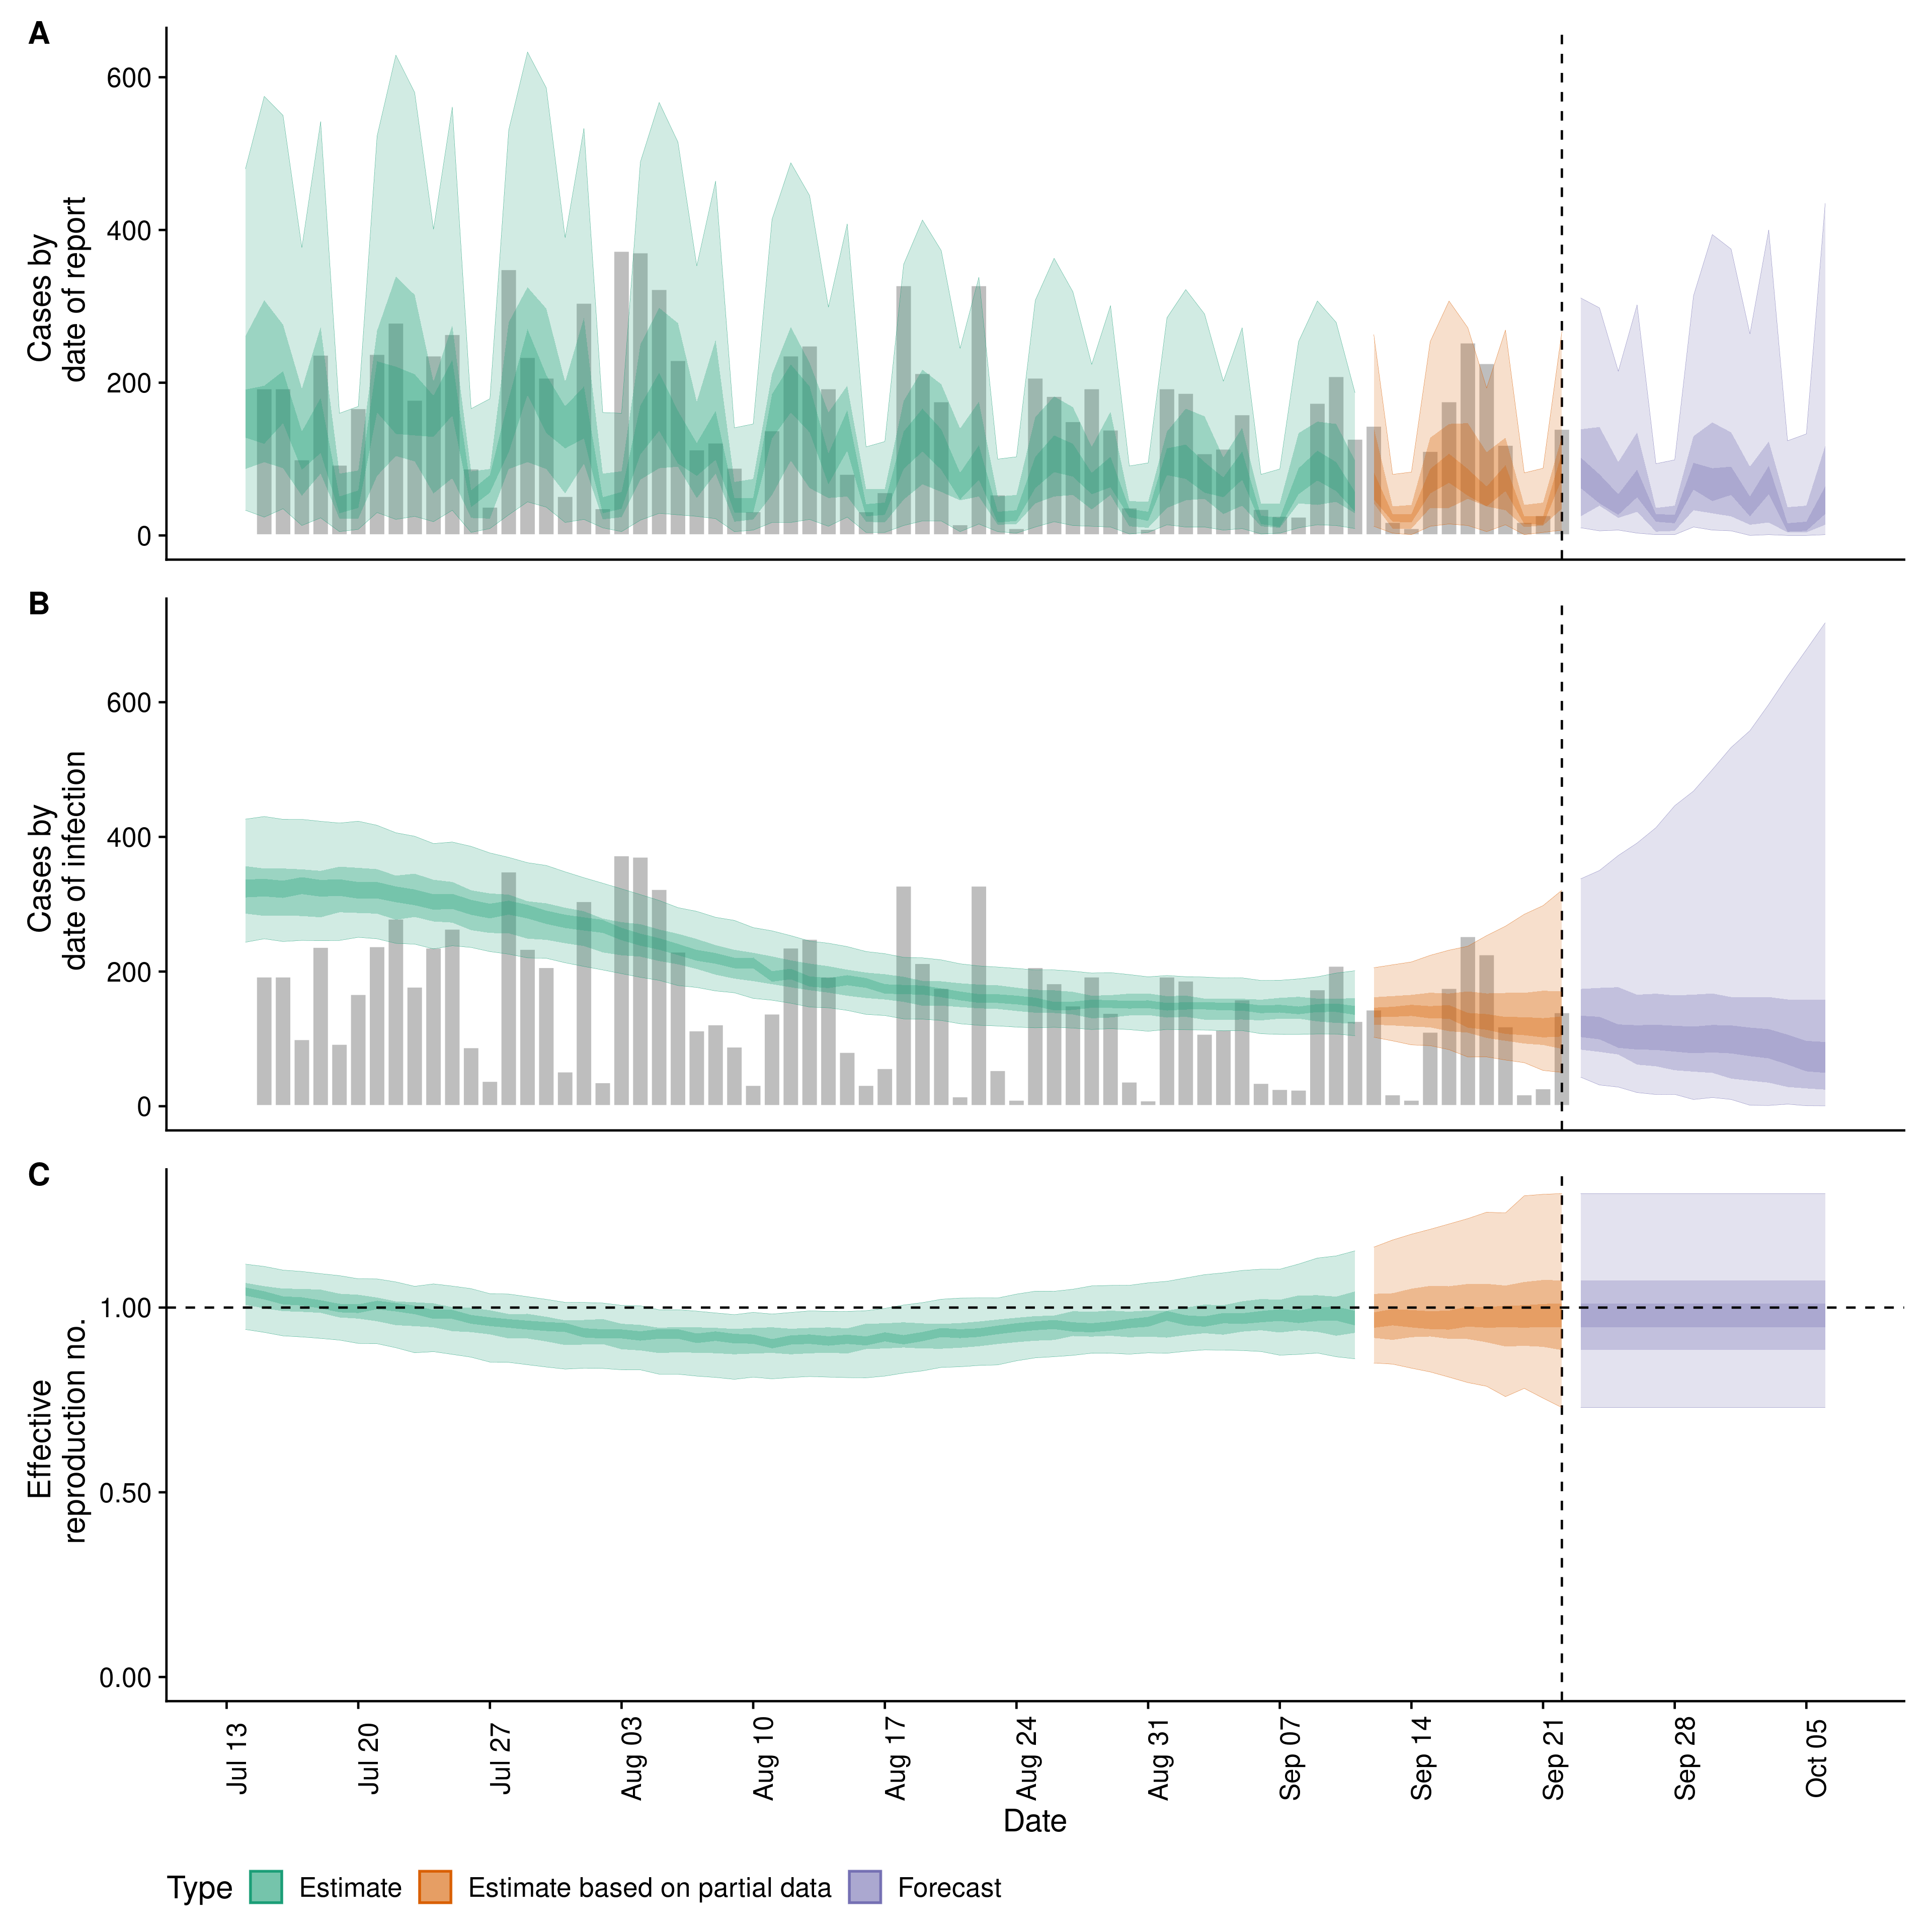 A
600
400
200
0
Cases by
date of report
B
600
400
200
0
Cases by
date of infection
C
1.00
0.50
0.00
Effective
reproduction no.
Jul 13
Jul 20
Jul 27
Aug 03
Aug 10
Aug 17
Aug 24
Aug 31
Sep 07
Sep 14
Sep 21
Sep 28
Oct 05
Date
Type Estimate Estimate based on partial data Forecast